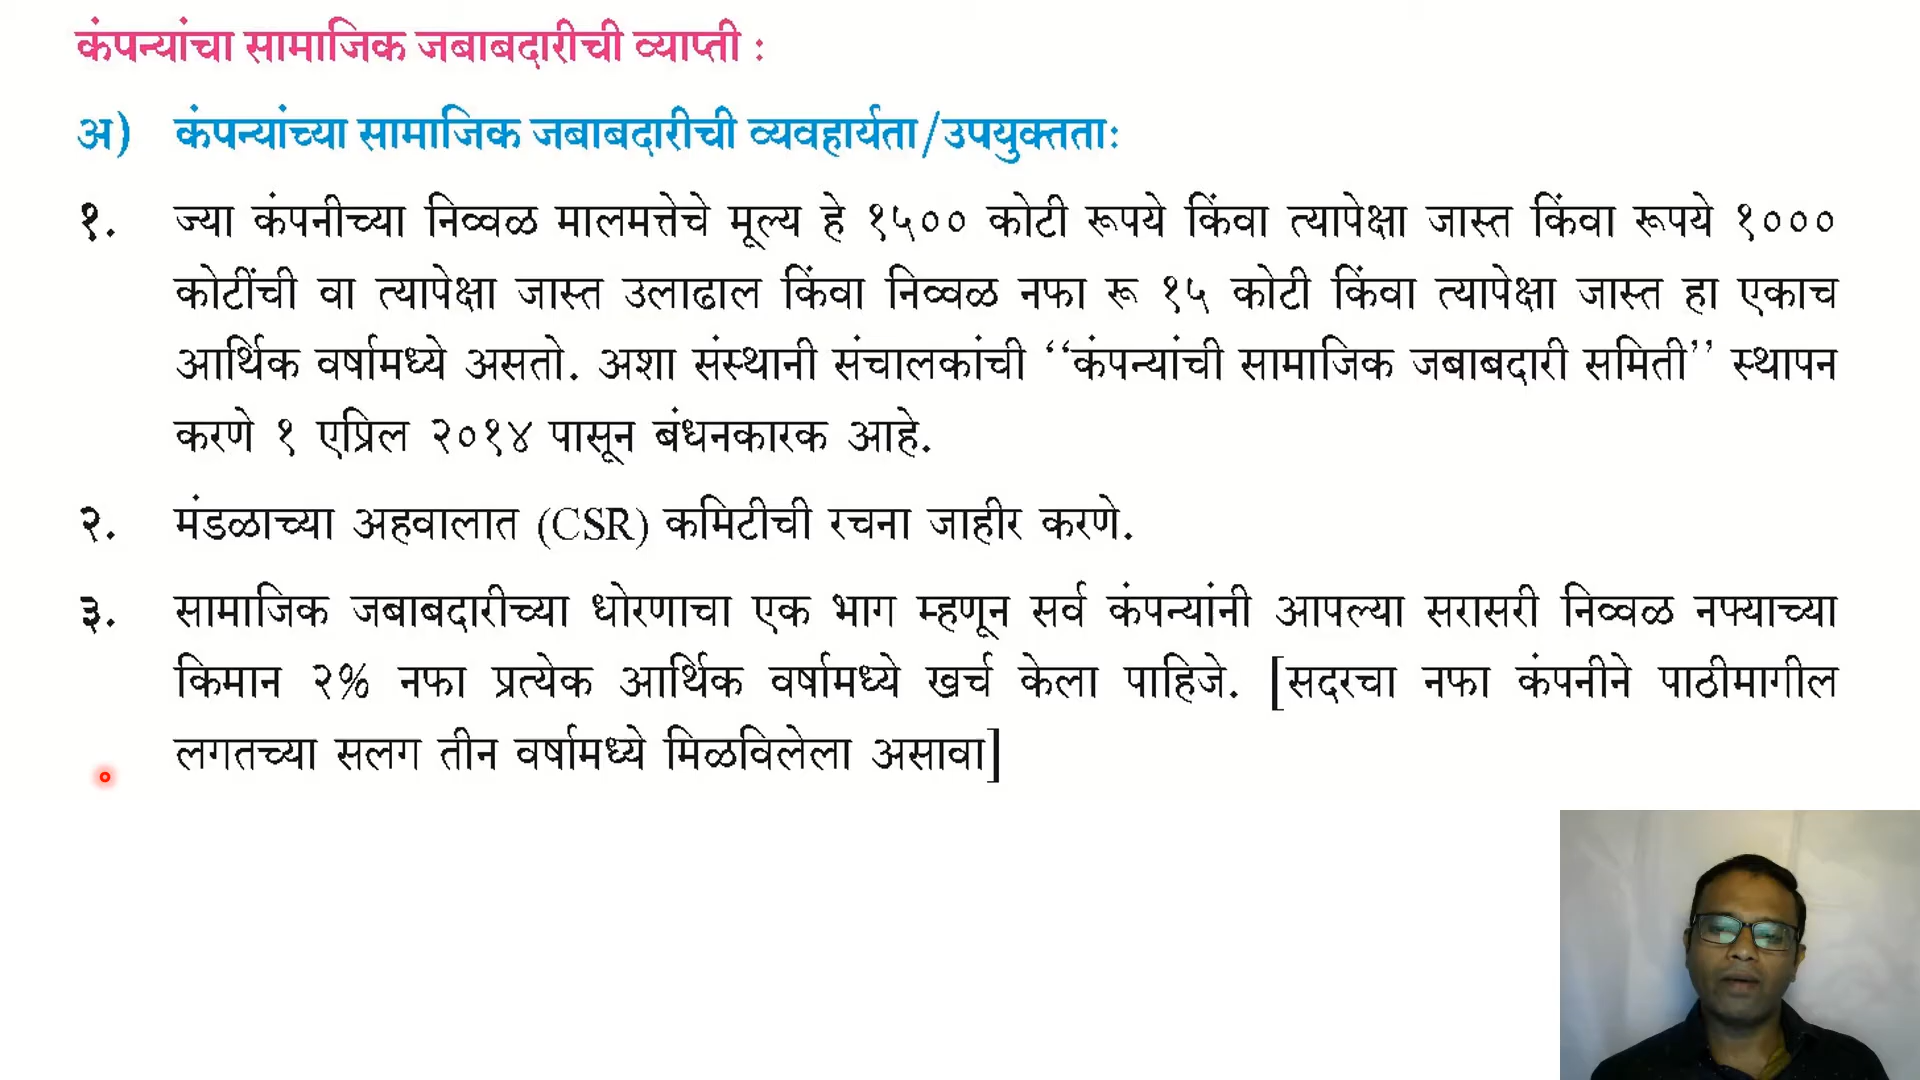 कंपन्यांचा सामाजिक जबाबदारीची व्याप्ती :
अ) कंपन्यांच्या सामाजिक जबाबदारीची व्यवहार्यता/उपयुक्तता:
१. ज्या कंपनीच्या निव्वळ मालमत्तेचे मूल्य हे १५०० कोटी रूपये किंवा त्यापेक्षा जास्त किंवा रूपये १०००
कोटींची वा त्यापेक्षा जास्त उलाढाल किंवा निव्वळ नफा रू १५ कोटी किंवा त्यापेक्षा जास्त हा एकाच
आर्थिक वर्षामध्ये असतो. अशा संस्थानी संचालकांची ‘‘कंपन्यांची सामाजिक जबाबदारी समिती’’ स्थापन
करणे १ एप्रिल २०१४ पासून बंधनकारक आहे.
२. मंडळाच्या अहवालात (CSR) कमिटीची रचना जाहीर करणे.
३. सामाजिक जबाबदारीच्या धोरणाचा एक भाग म्हणून सर्व कंपन्यांनी आपल्या सरासरी निव्वळ नफ्याच्या
किमान २% नफा प्रत्येक आर्थिक वर्षामध्ये खर्च केला पाहिजे. [सदरचा नफा कंपनीने पाठीमागील
लगतच्या सलग तीन वर्षामध्ये मिळविलेला असावा]